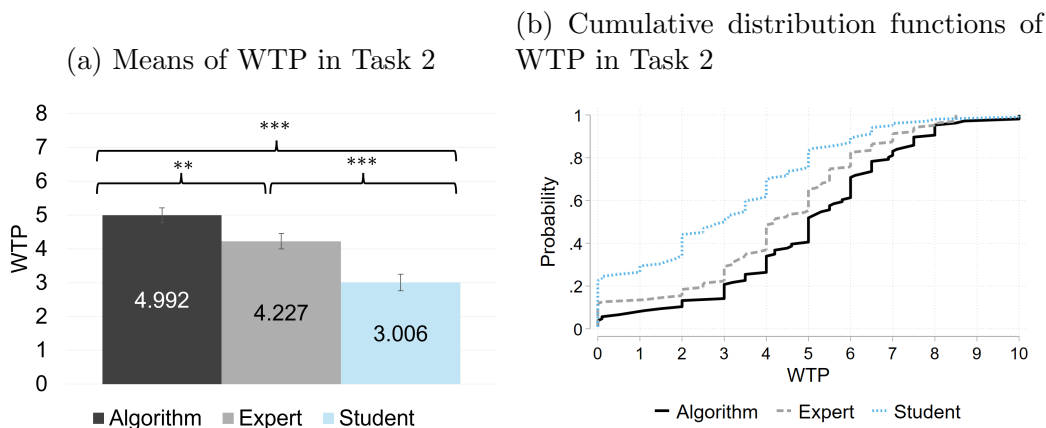 (a) Means of WTP in Task 2
8
7
6
5
4
3
2
1
0
WTP
***
**
***
4.992
4.227
3.006
Algorithm Expert Student
(b) Cumulative distribution functions of
WTP in Task 2
1
.8
.6
.4
.2
0
Probability
0 1 2 3 4 5 6 7 8 9 10
WTP
Algorithm Expert Student